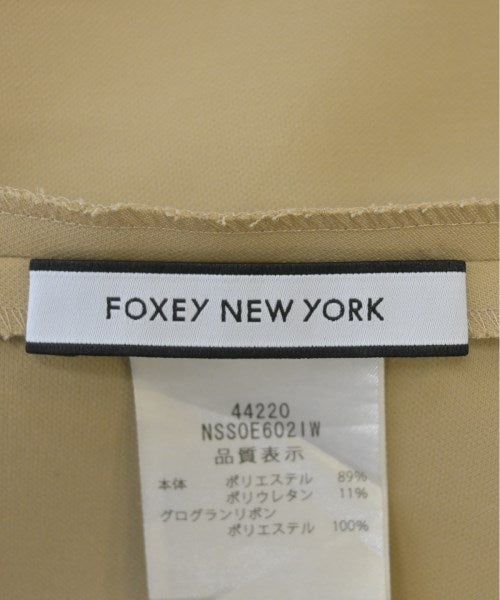 FOXEY NEW YORK
44220
NSS0E602IW
品質表示
本体 ポリエステル 89%
ポリウレタン 11%
グログランリボン
ポリエステル 100%